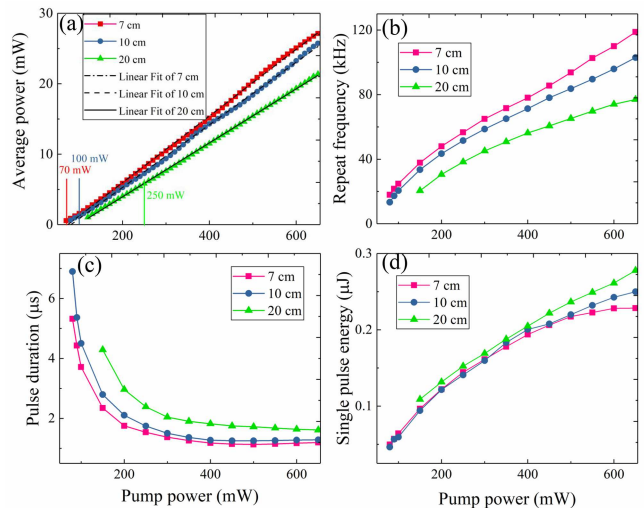 (a)
7 cm
10 cm
20 cm
Linear Fit of 7 cm
Linear Fit of 10 cm
Linear Fit of 20 cm
100 mW
70 mW
250 mW
Average power (mW)
30
20
10
0
200
400
600
(b)
7 cm
10 cm
20 cm
Repeat frequency (kHz)
120
80
40
0
200
400
600
(c)
7 cm
10 cm
20 cm
Pulse duration (μs)
6
4
2
200
400
600
Pump power (mW)
(d)
7 cm
10 cm
20 cm
Single pulse energy (μJ)
0.3
0.2
0.1
0
200
400
600
Pump power (mW)